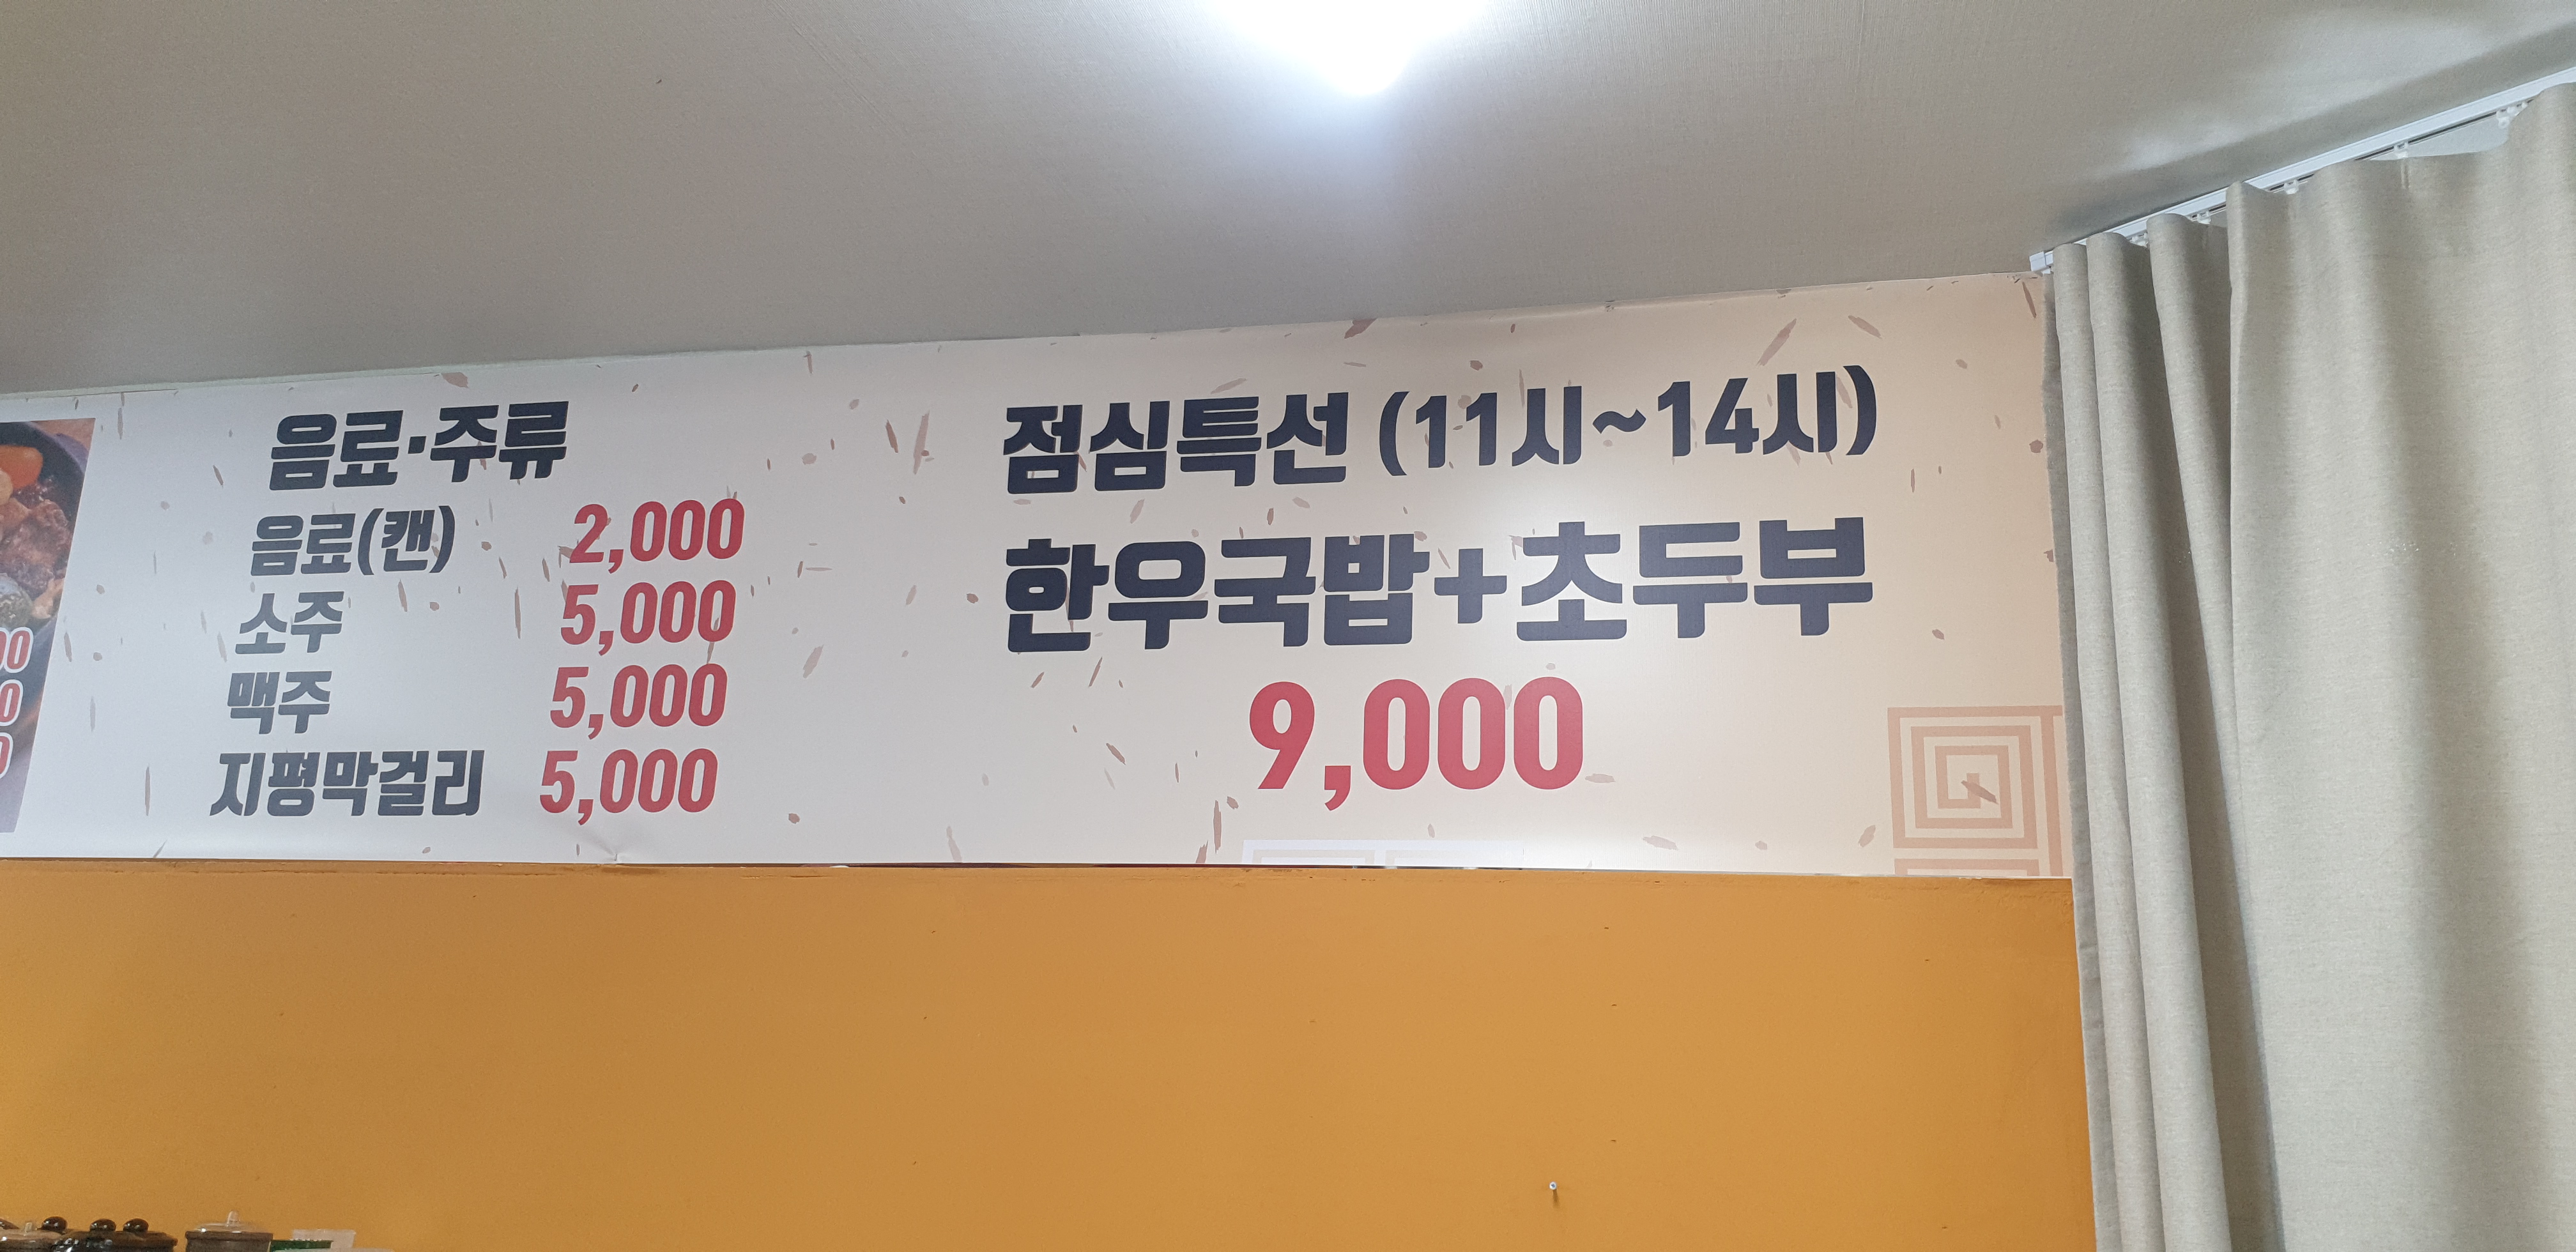 음료·주류
음료(캔) 2,000
소주 5,000
맥주 5,000
지평막걸리 5,000
점심특선 (11시~14시)
한우국밥+초두부
9,000